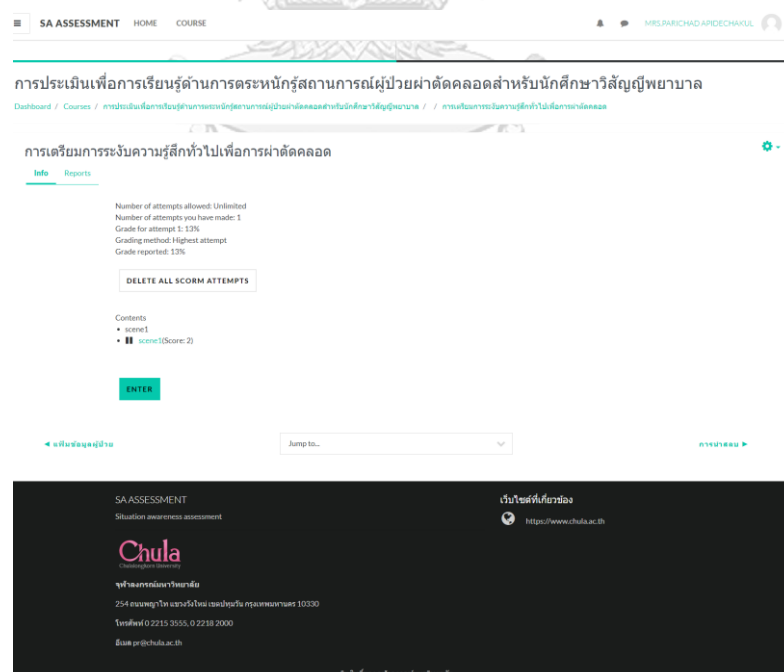 SA ASSESSMENT HOME COURSE MRS.PARICHAD APIDECHAKUL
การประเมินเพื่อการเรียนรู้ด้านการตระหนักรู้สถานการณ์ผู้ป่วยผ่าตัดคลอดสำหรับนักศึกษาวิสัญญีพยาบาล
Dashboard / Courses / การประเมินเพื่อการเรียนรู้ด้านการตระหนักรู้สถานการณ์ผู้ป่วยผ่าตัดคลอดสำหรับนักศึกษาวิสัญญีพยาบาล / / การเตรียมการระงับความรู้สึกทั่วไปเพื่อการผ่าตัดคลอด
การเตรียมการระงับความรู้สึกทั่วไปเพื่อการผ่าตัดคลอด
Info Reports
Number of attempts allowed: Unlimited
Number of attempts you have made: 1
Grade for attempt 1: 13%
Grading method: Highest attempt
Grade reported: 13%
DELETE ALL SCORM ATTEMPTS
Contents
• scene1
• scene1(Score: 2)
ENTER
◄ แฟ้มข้อมูลผู้ป่วย Jump to... ►
SA ASSESSMENT เว็บไซต์ที่เกี่ยวข้อง
Situation awareness assessment https://www.chula.ac.th
Chula
Chulalongkorn University
จุฬาลงกรณ์มหาวิทยาลัย
254 ถนนพญาไท แขวงวังใหม่ เขตปทุมวัน กรุงเทพมหานคร 10330
โทรศัพท์ 0 2215 3555, 0 2218 2000
อีเมล pr@chula.ac.th